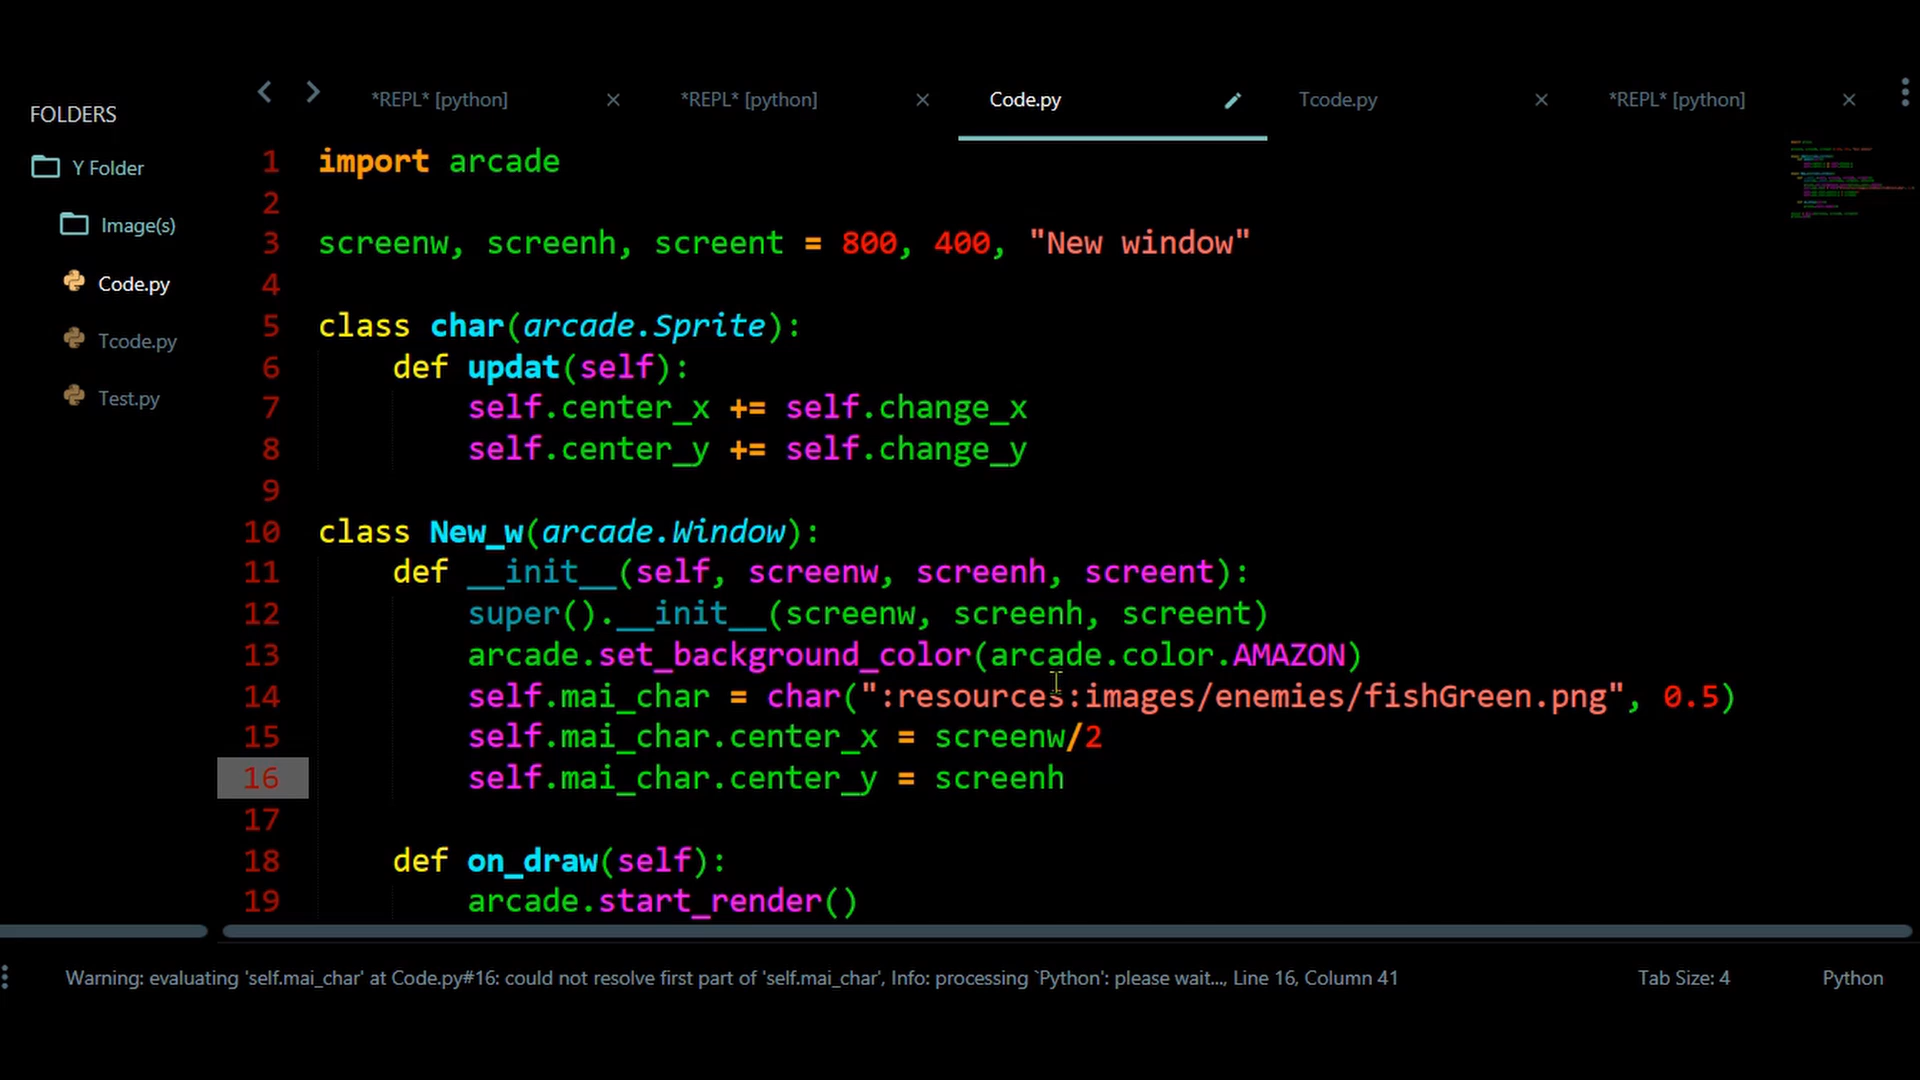 FOLDERS
Y Folder
Image(s)
Code.py
Tcode.py
Test.py
*REPL* [python]
*REPL* [python]
Code.py
Tcode.py
*REPL* [python]
1 import arcade
2
3 screenw, screenh, screent = 800, 400, "New window"
4
5 class char(arcade.Sprite):
6 def updat(self):
7 self.center_x += self.change_x
8 self.center_y += self.change_y
9
10 class New_w(arcade.Window):
11 def __init__(self, screenw, screenh, screent):
12 super().__init__(screenw, screenh, screent)
13 arcade.set_background_color(arcade.color.AMAZON)
14 self.mai_char = char(":resources:images/enemies/fishGreen.png", 0.5)
15 self.mai_char.center_x = screenw/2
16 self.mai_char.center_y = screenh
17
18 def on_draw(self):
19 arcade.start_render()
Warning: evaluating 'self.mai_char' at Code.py#16: could not resolve first part of 'self.mai_char', Info: processing `Python': please wait..., Line 16, Column 41
Tab Size: 4
Python